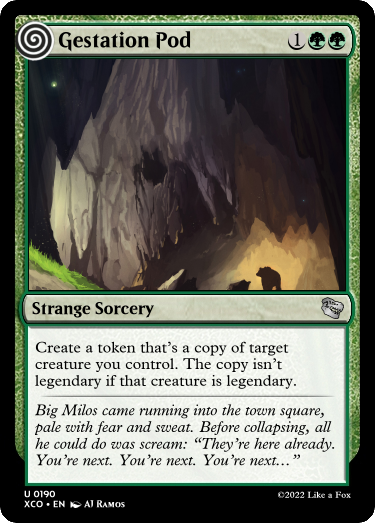 Gestation Pod 1
Strange Sorcery
Create a token that's a copy of target
creature you control. The copy isn't
legendary if that creature is legendary.
Big Milos came running into the town square,
pale with fear and sweat. Before collapsing, all
he could do was scream: “They're here already.
You're next. You're next. You're next…”
U 0190
XCO • EN AJ Ramos
©2022 Like a Fox